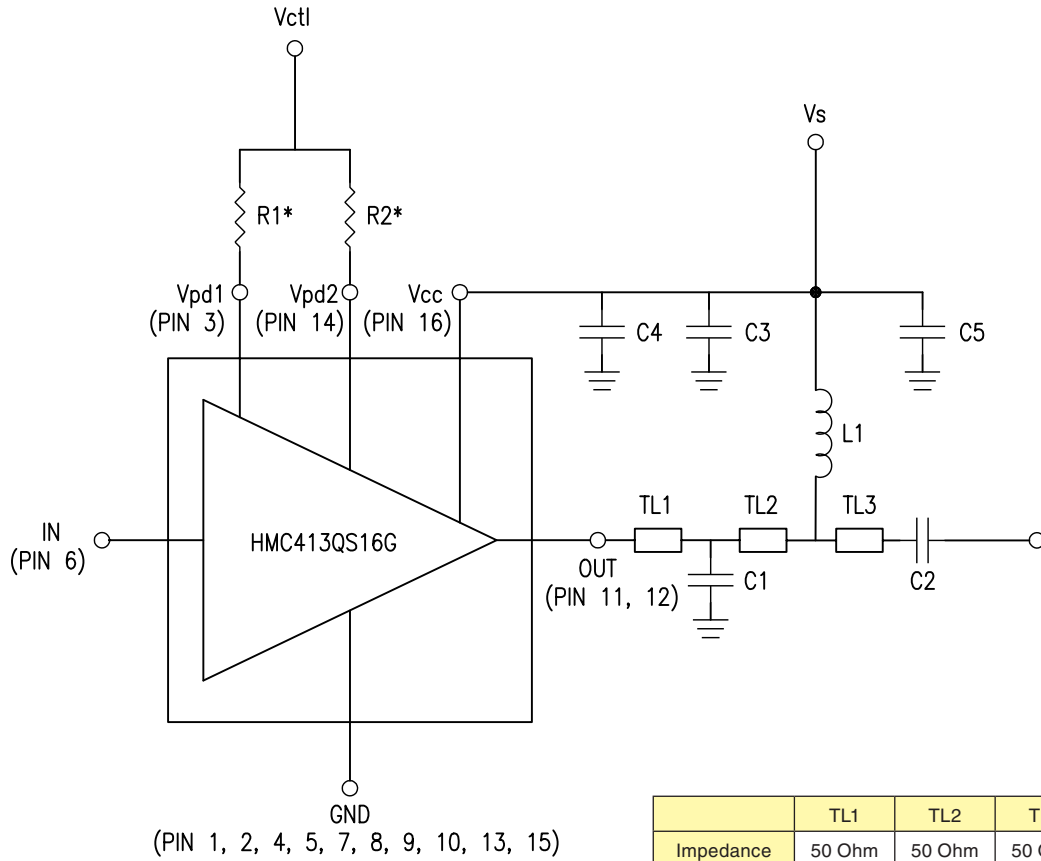 Vctl
Vs
R1*
R2*
Vpd1
(PIN 3)
Vpd2
(PIN 14)
Vcc
(PIN 16)
C4
C3
C5
L1
TL1
TL2
TL3
IN
(PIN 6)
HMC413QS16G
OUT
(PIN 11, 12)
C1
C2
GND
(PIN 1, 2, 4, 5, 7, 8, 9, 10, 13, 15)
TL1 TL2
Impedance 50 Ohm 50 Ohm 50